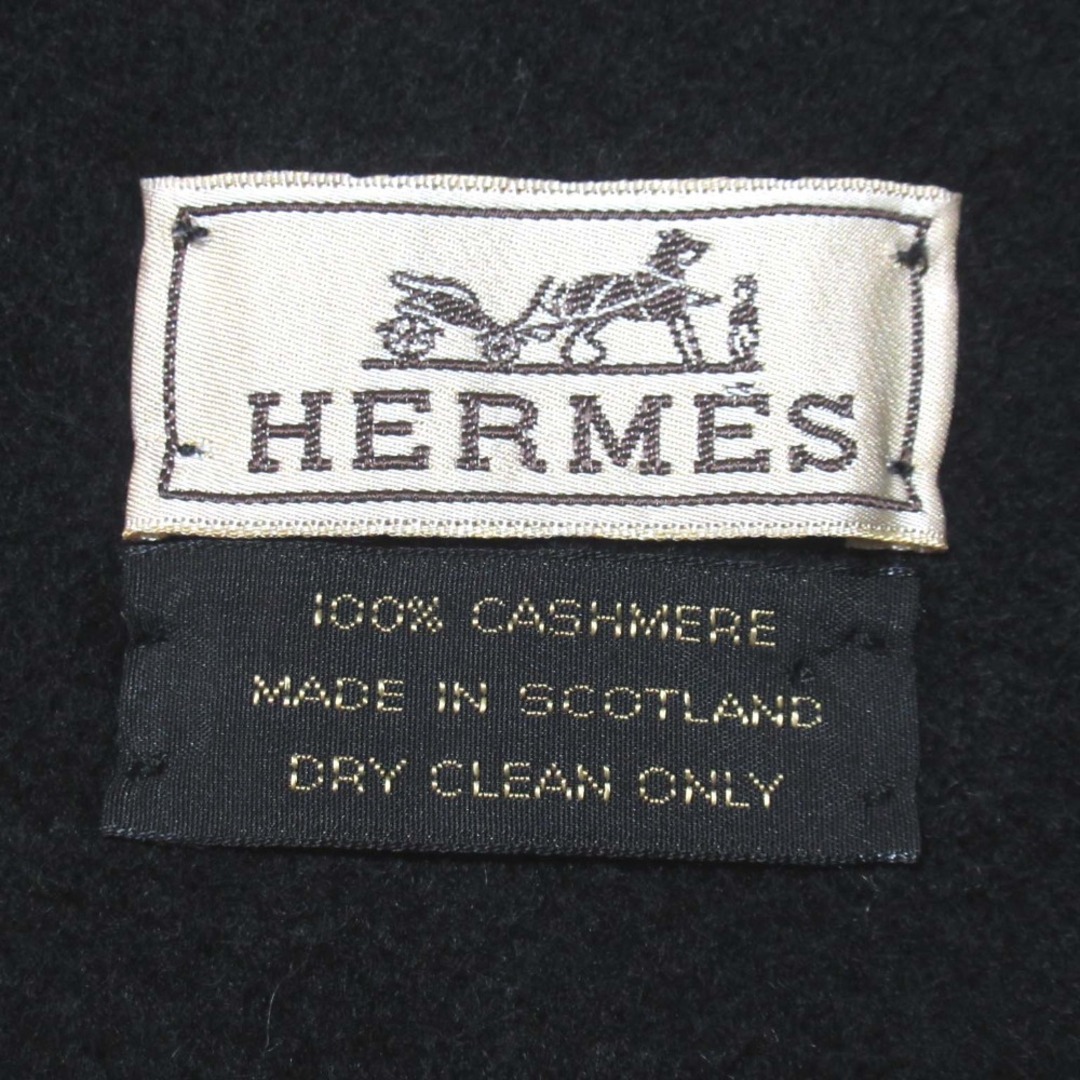 HERMÈS
100% CASHMERE
MADE IN SCOTLAND
DRY CLEAN ONLY